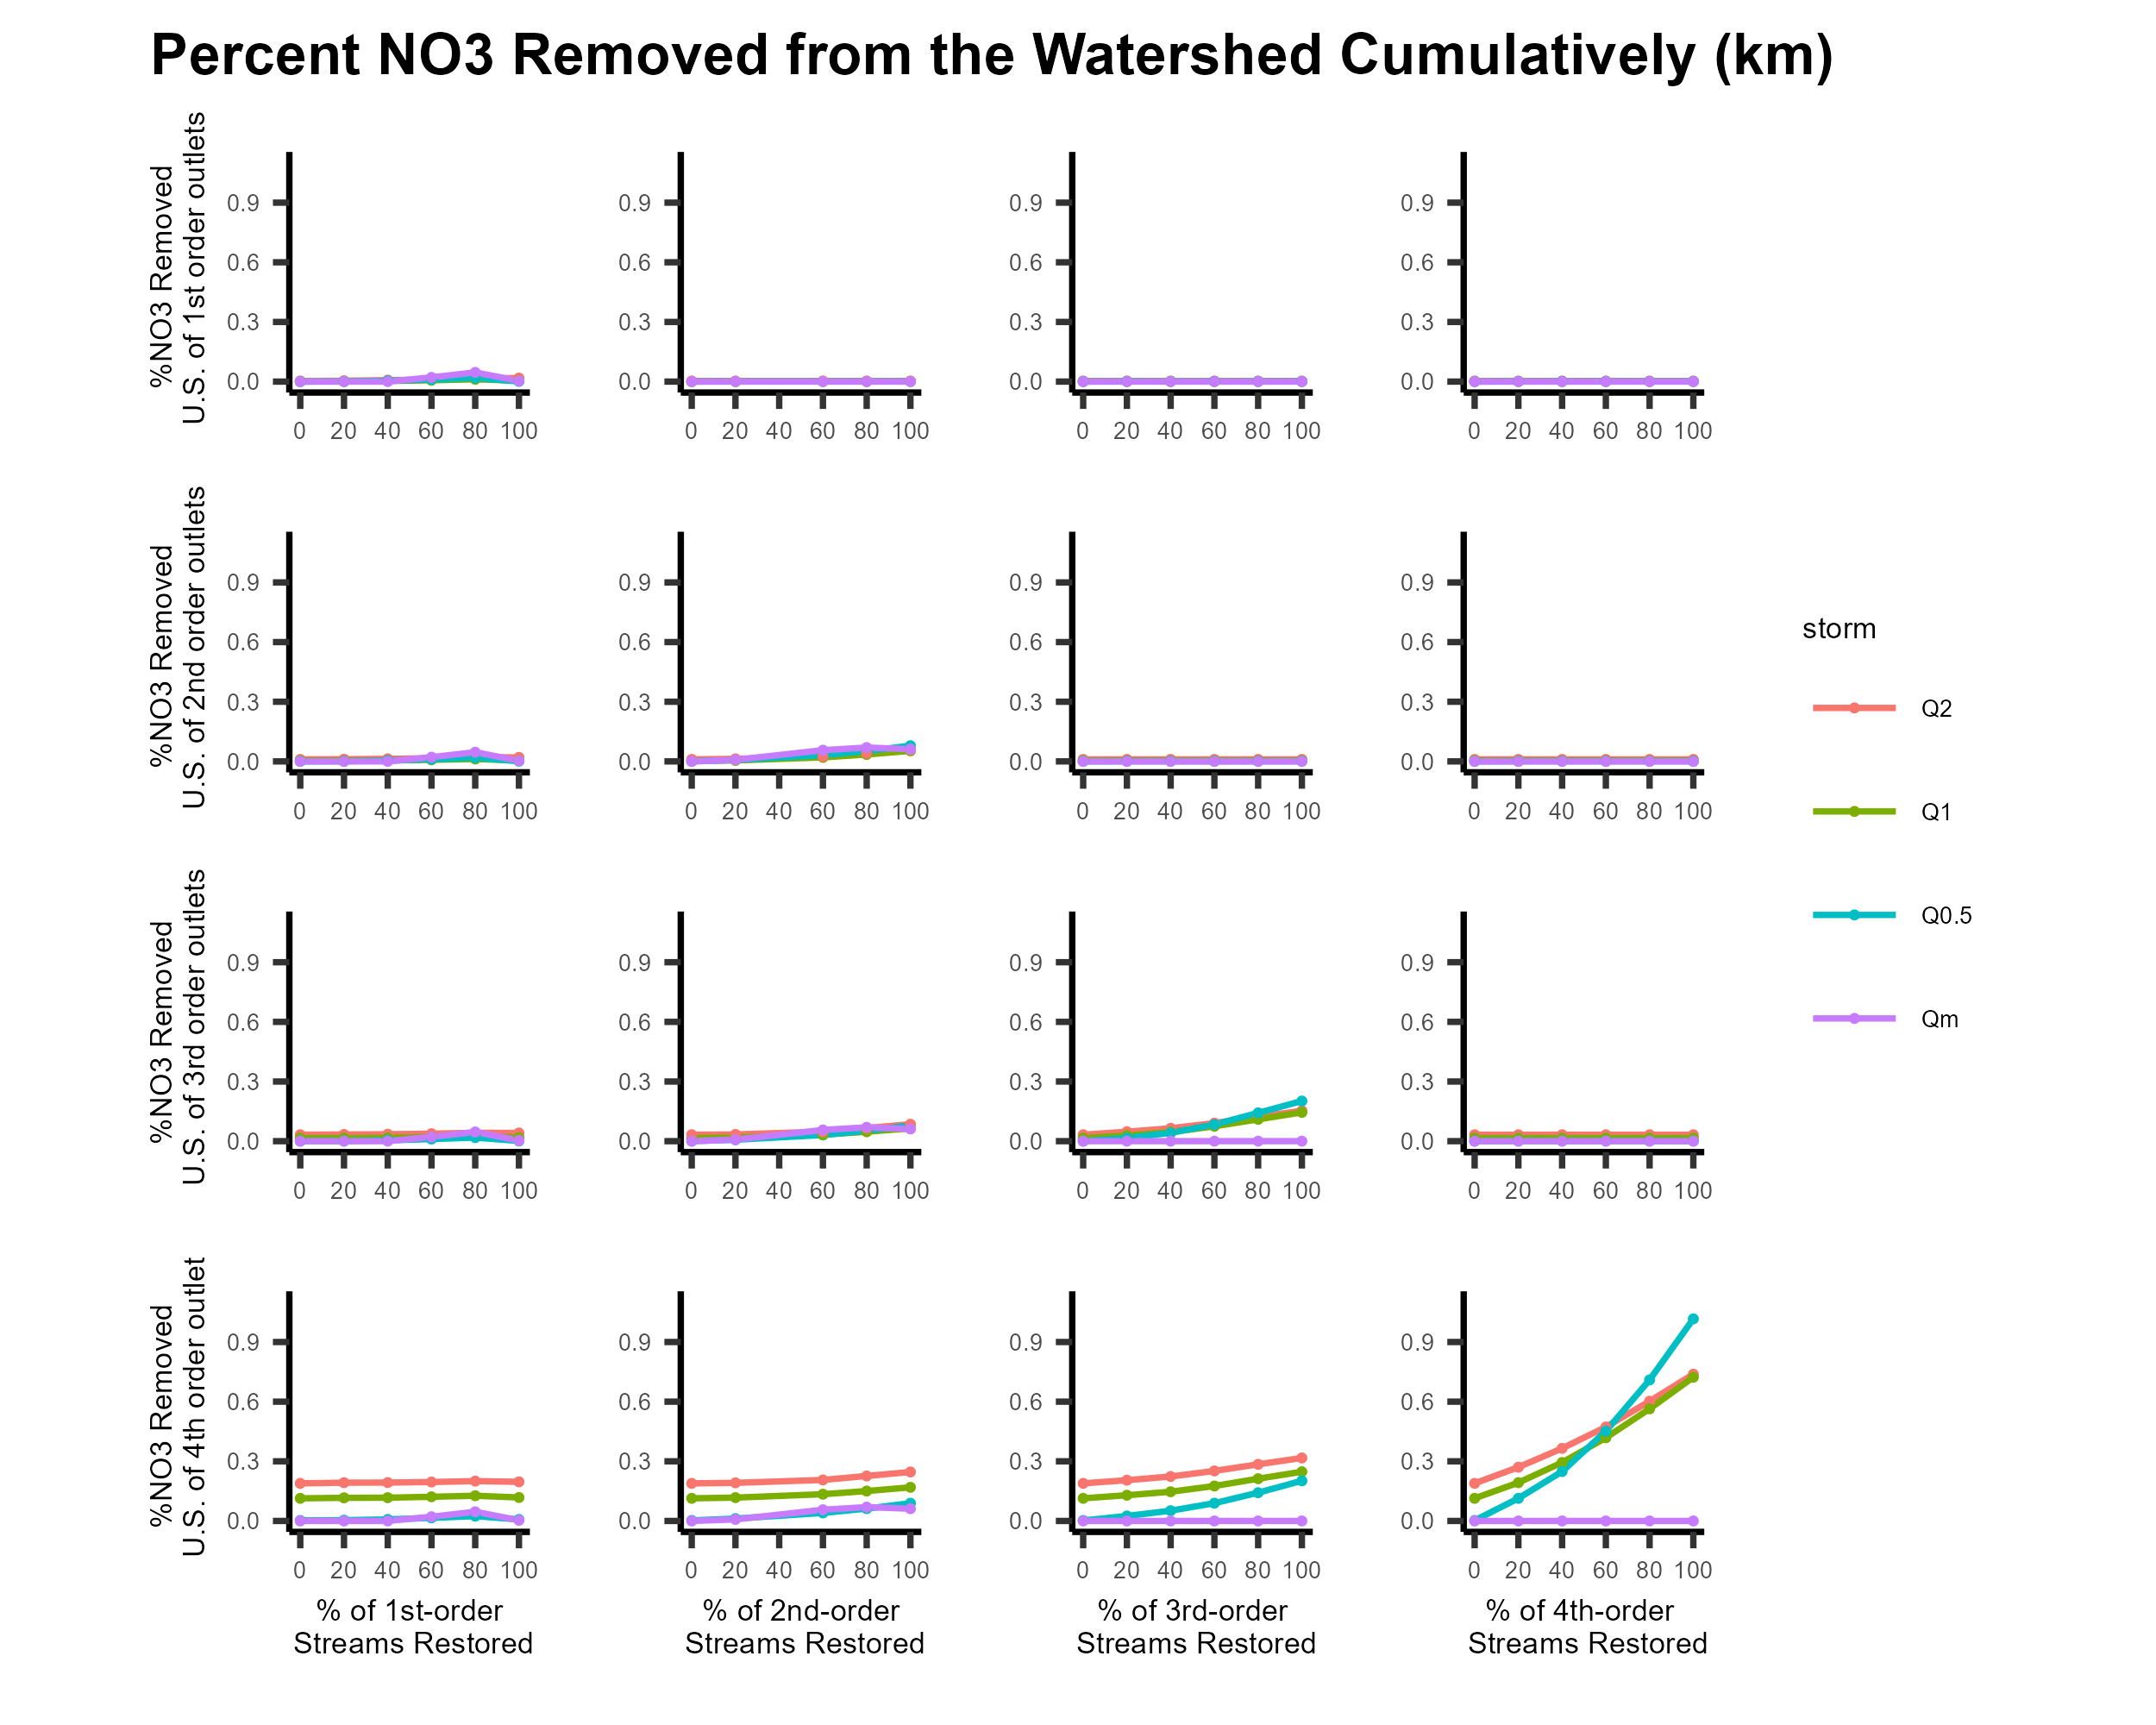 Percent NO3 Removed from the Watershed Cumulatively (km)
%NO3 Removed
U.S. of 1st order outlets
0.9
0.6
0.3
0.0
0 20 40 60 80 100
0.9
0.6
0.3
0.0
0 20 40 60 80 100
0.9
0.6
0.3
0.0
0 20 40 60 80 100
0.9
0.6
0.3
0.0
0 20 40 60 80 100
%NO3 Removed
U.S. of 2nd order outlets
0.9
0.6
0.3
0.0
0 20 40 60 80 100
0.9
0.6
0.3
0.0
0 20 40 60 80 100
0.9
0.6
0.3
0.0
0 20 40 60 80 100
0.9
0.6
0.3
0.0
0 20 40 60 80 100
%NO3 Removed
U.S. of 3rd order outlets
0.9
0.6
0.3
0.0
0 20 40 60 80 100
0.9
0.6
0.3
0.0
0 20 40 60 80 100
0.9
0.6
0.3
0.0
0 20 40 60 80 100
0.9
0.6
0.3
0.0
0 20 40 60 80 100
%NO3 Removed
U.S. of 4th order outlet
0.9
0.6
0.3
0.0
0 20 40 60 80 100
% of 1st-order
Streams Restored
0.9
0.6
0.3
0.0
0 20 40 60 80 100
% of 2nd-order
Streams Restored
0.9
0.6
0.3
0.0
0 20 40 60 80 100
% of 3rd-order
Streams Restored
0.9
0.6
0.3
0.0
0 20 40 60 80 100
% of 4th-order
Streams Restored
storm
Q2
Q1
Q0.5
Qm